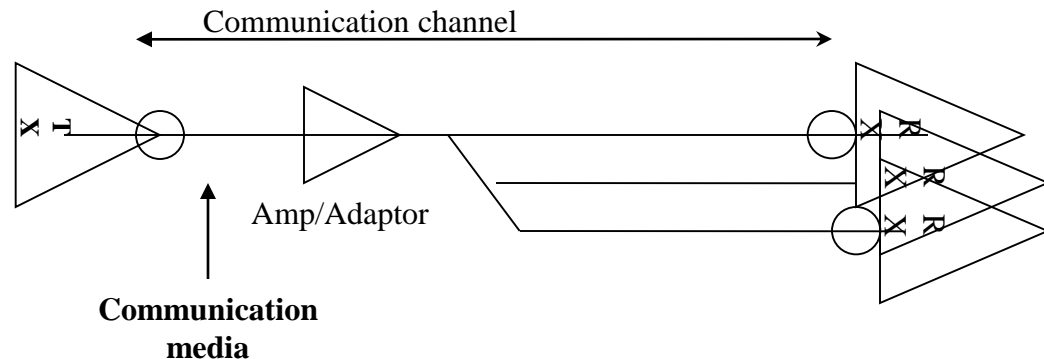 Communication channel
TX
RX
RX
RX
Amp/Adaptor
Communication
media